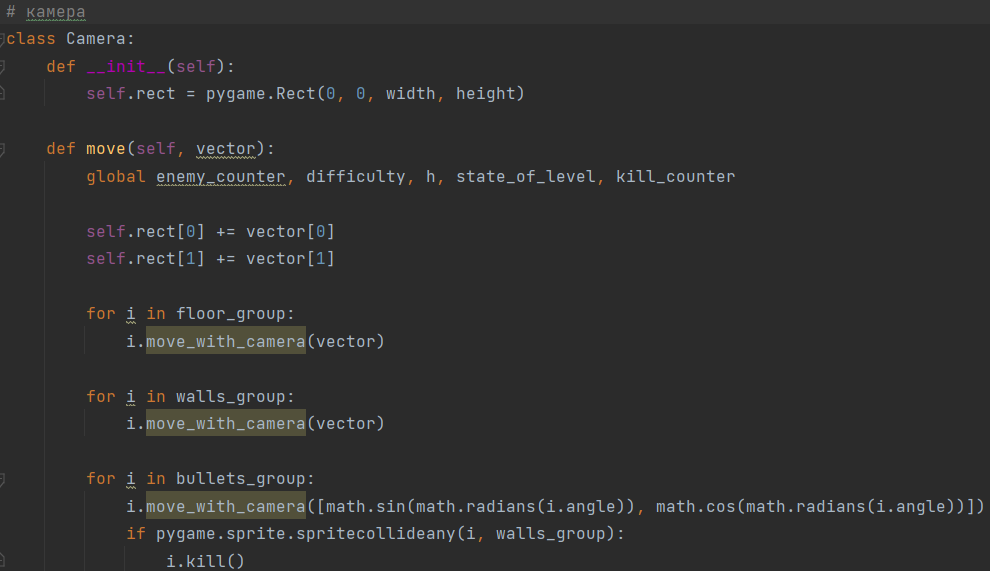 # камера
class Camera:
    def __init__(self):
        self.rect = pygame.Rect(0, 0, width, height)

    def move(self, vector):
        global enemy_counter, difficulty, h, state_of_level, kill_counter

        self.rect[0] += vector[0]
        self.rect[1] += vector[1]

        for i in floor_group:
            i.move_with_camera(vector)

        for i in walls_group:
            i.move_with_camera(vector)

        for i in bullets_group:
            i.move_with_camera([math.sin(math.radians(i.angle)), math.cos(math.radians(i.angle))])
            if pygame.sprite.spritecollideany(i, walls_group):
                i.kill()